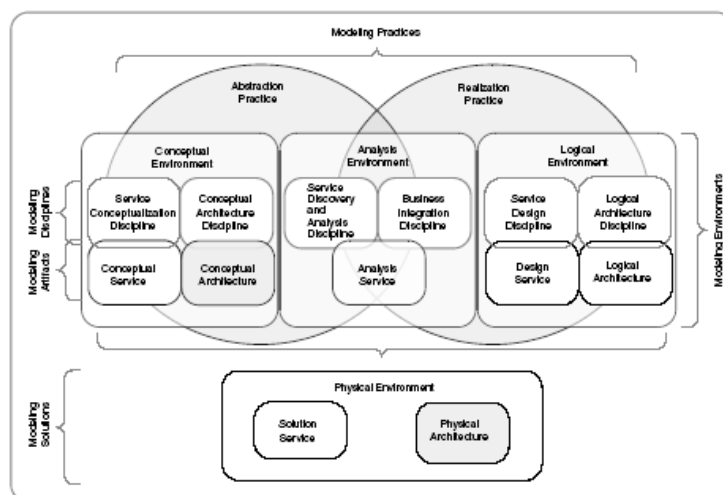 Modeling Practices
Abstraction
Practice
Realization
Practice
Conceptual
Environment
Analysis
Environment
Logical
Environment
Modeling
Disciplines
Service
Conceptualization
Discipline
Conceptual
Architecture
Discipline
Service
Discovery
and
Analysis
Discipline
Business
Integration
Discipline
Service
Design
Discipline
Logical
Architecture
Discipline
Modeling
Artifacts
Conceptual
Service
Conceptual
Architecture
Analysis
Service
Design
Service
Logical
Architecture
Modeling Environments
Modeling
Solutions
Physical Environment
Solution
Service
Physical
Architecture